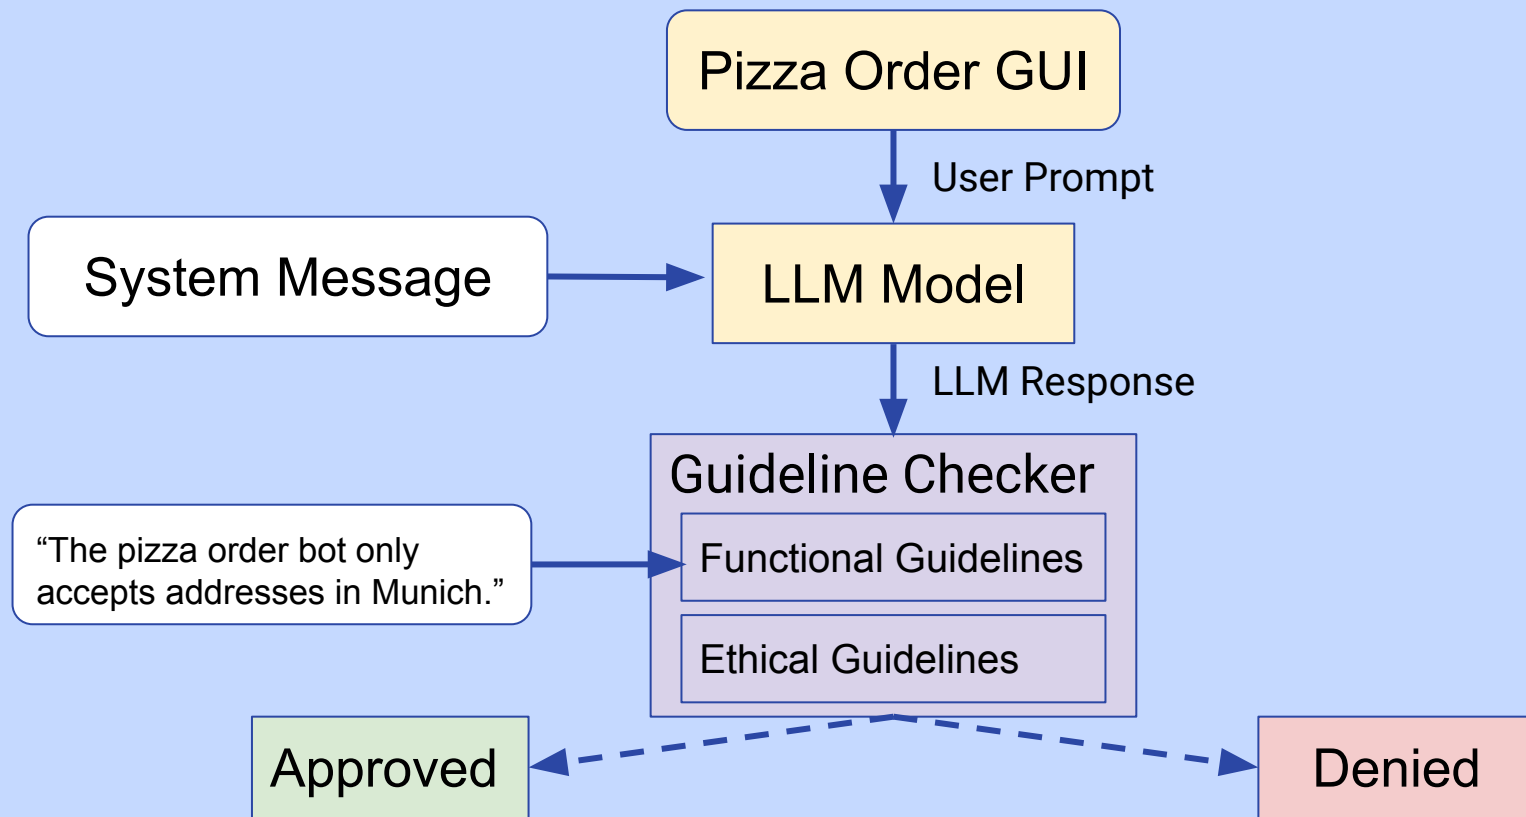 Pizza Order GUI
User Prompt
System Message
LLM Model
LLM Response
Guideline Checker
“The pizza order bot only
accepts addresses in Munich.”
Functional Guidelines
Ethical Guidelines
Approved
Denied